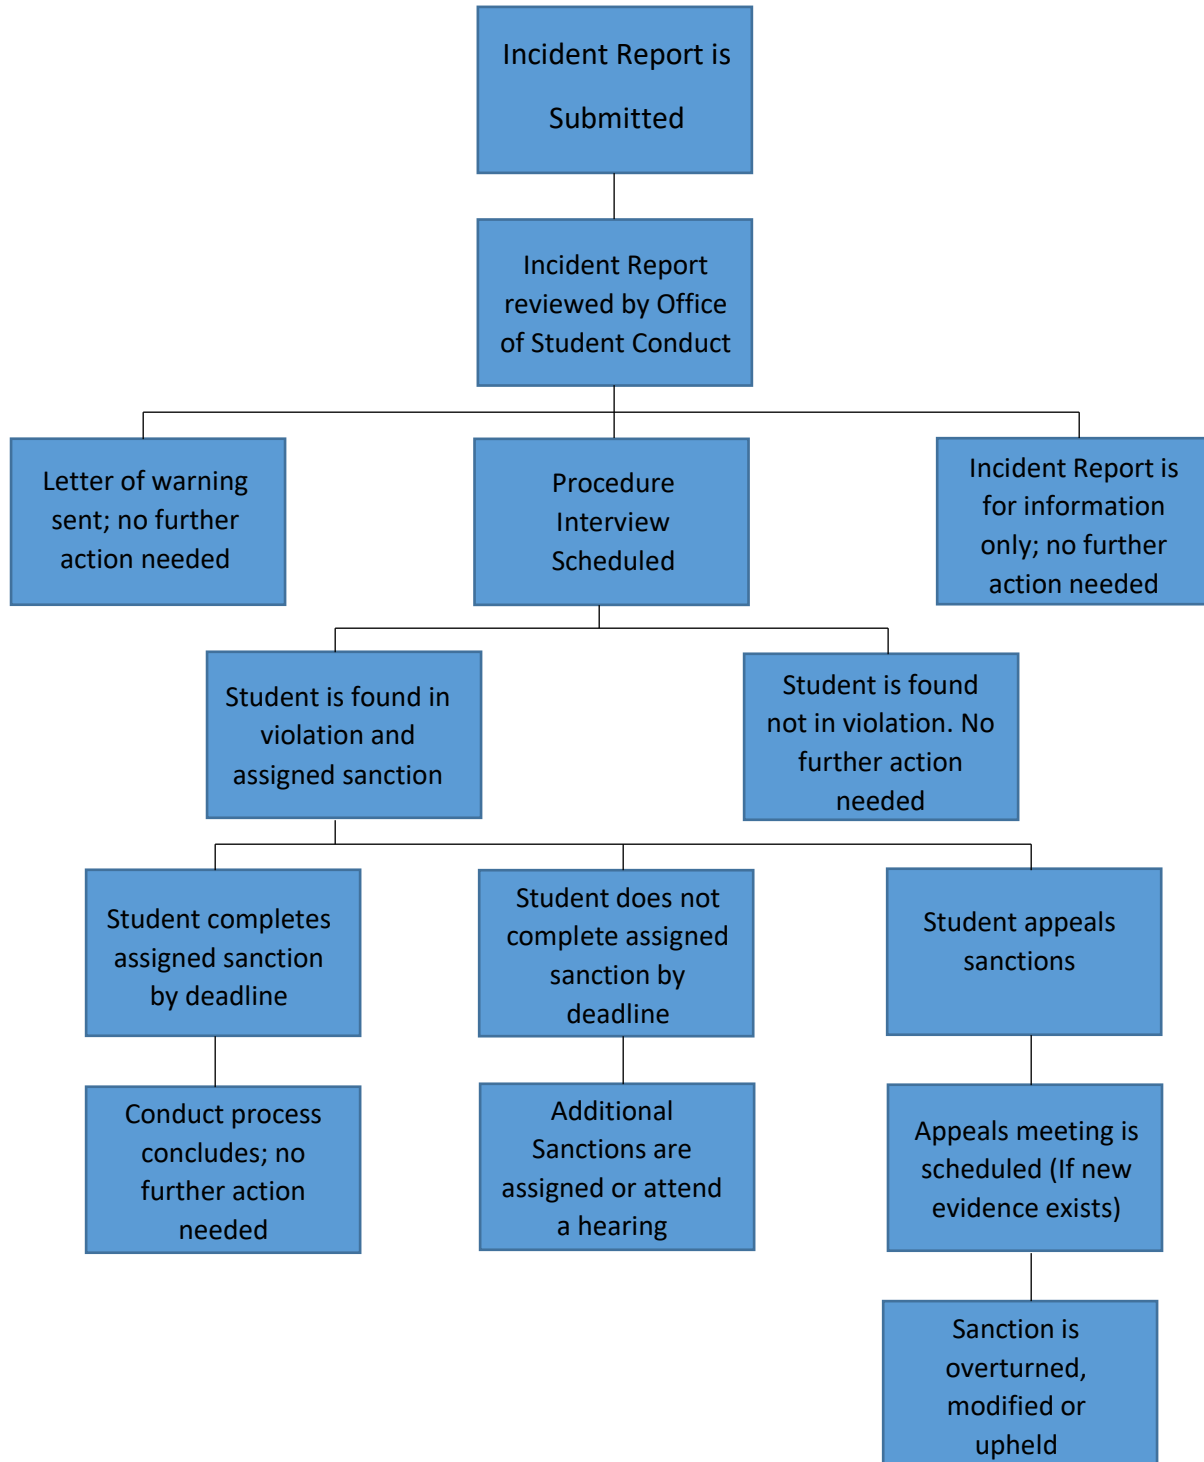 Incident Report is
Submitted
Incident Report
reviewed by Office
of Student Conduct
Letter of warning
sent; no further
action needed
Procedure
Interview
Scheduled
Incident Report is
for information
only; no further
action needed
Student is found in
violation and
assigned sanction
Student is found
not in violation. No
further action
needed
Student completes
assigned sanction
by deadline
Student does not
complete assigned
sanction by
deadline
Student appeals
sanctions
Conduct process
concludes; no
further action
needed
Additional
Sanctions are
assigned or attend
a hearing
Appeals meeting is
scheduled (If new
evidence exists)
Sanction is
overturned,
modified or
upheld